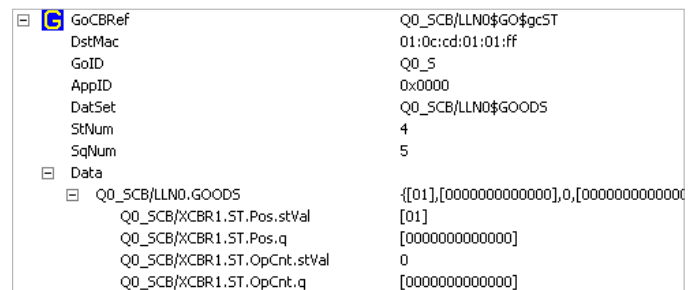 G GoCBRef Q0_SCB/LLN0$GO$gcST
DstMac 01:0c:cd:01:01:ff
GoID Q0_S
AppID 0x0000
DatSet Q0_SCB/LLN0$GOODS
StNum 4
SqNum 5
Data
Q0_SCB/LLN0.GOODS {[01],[0000000000000],0,[0000000000000
Q0_SCB/XCBR1.ST.Pos.stVal [01]
Q0_SCB/XCBR1.ST.Pos.q [0000000000000]
Q0_SCB/XCBR1.ST.OpCnt.stVal 0
Q0_SCB/XCBR1.ST.OpCnt.q [0000000000000]